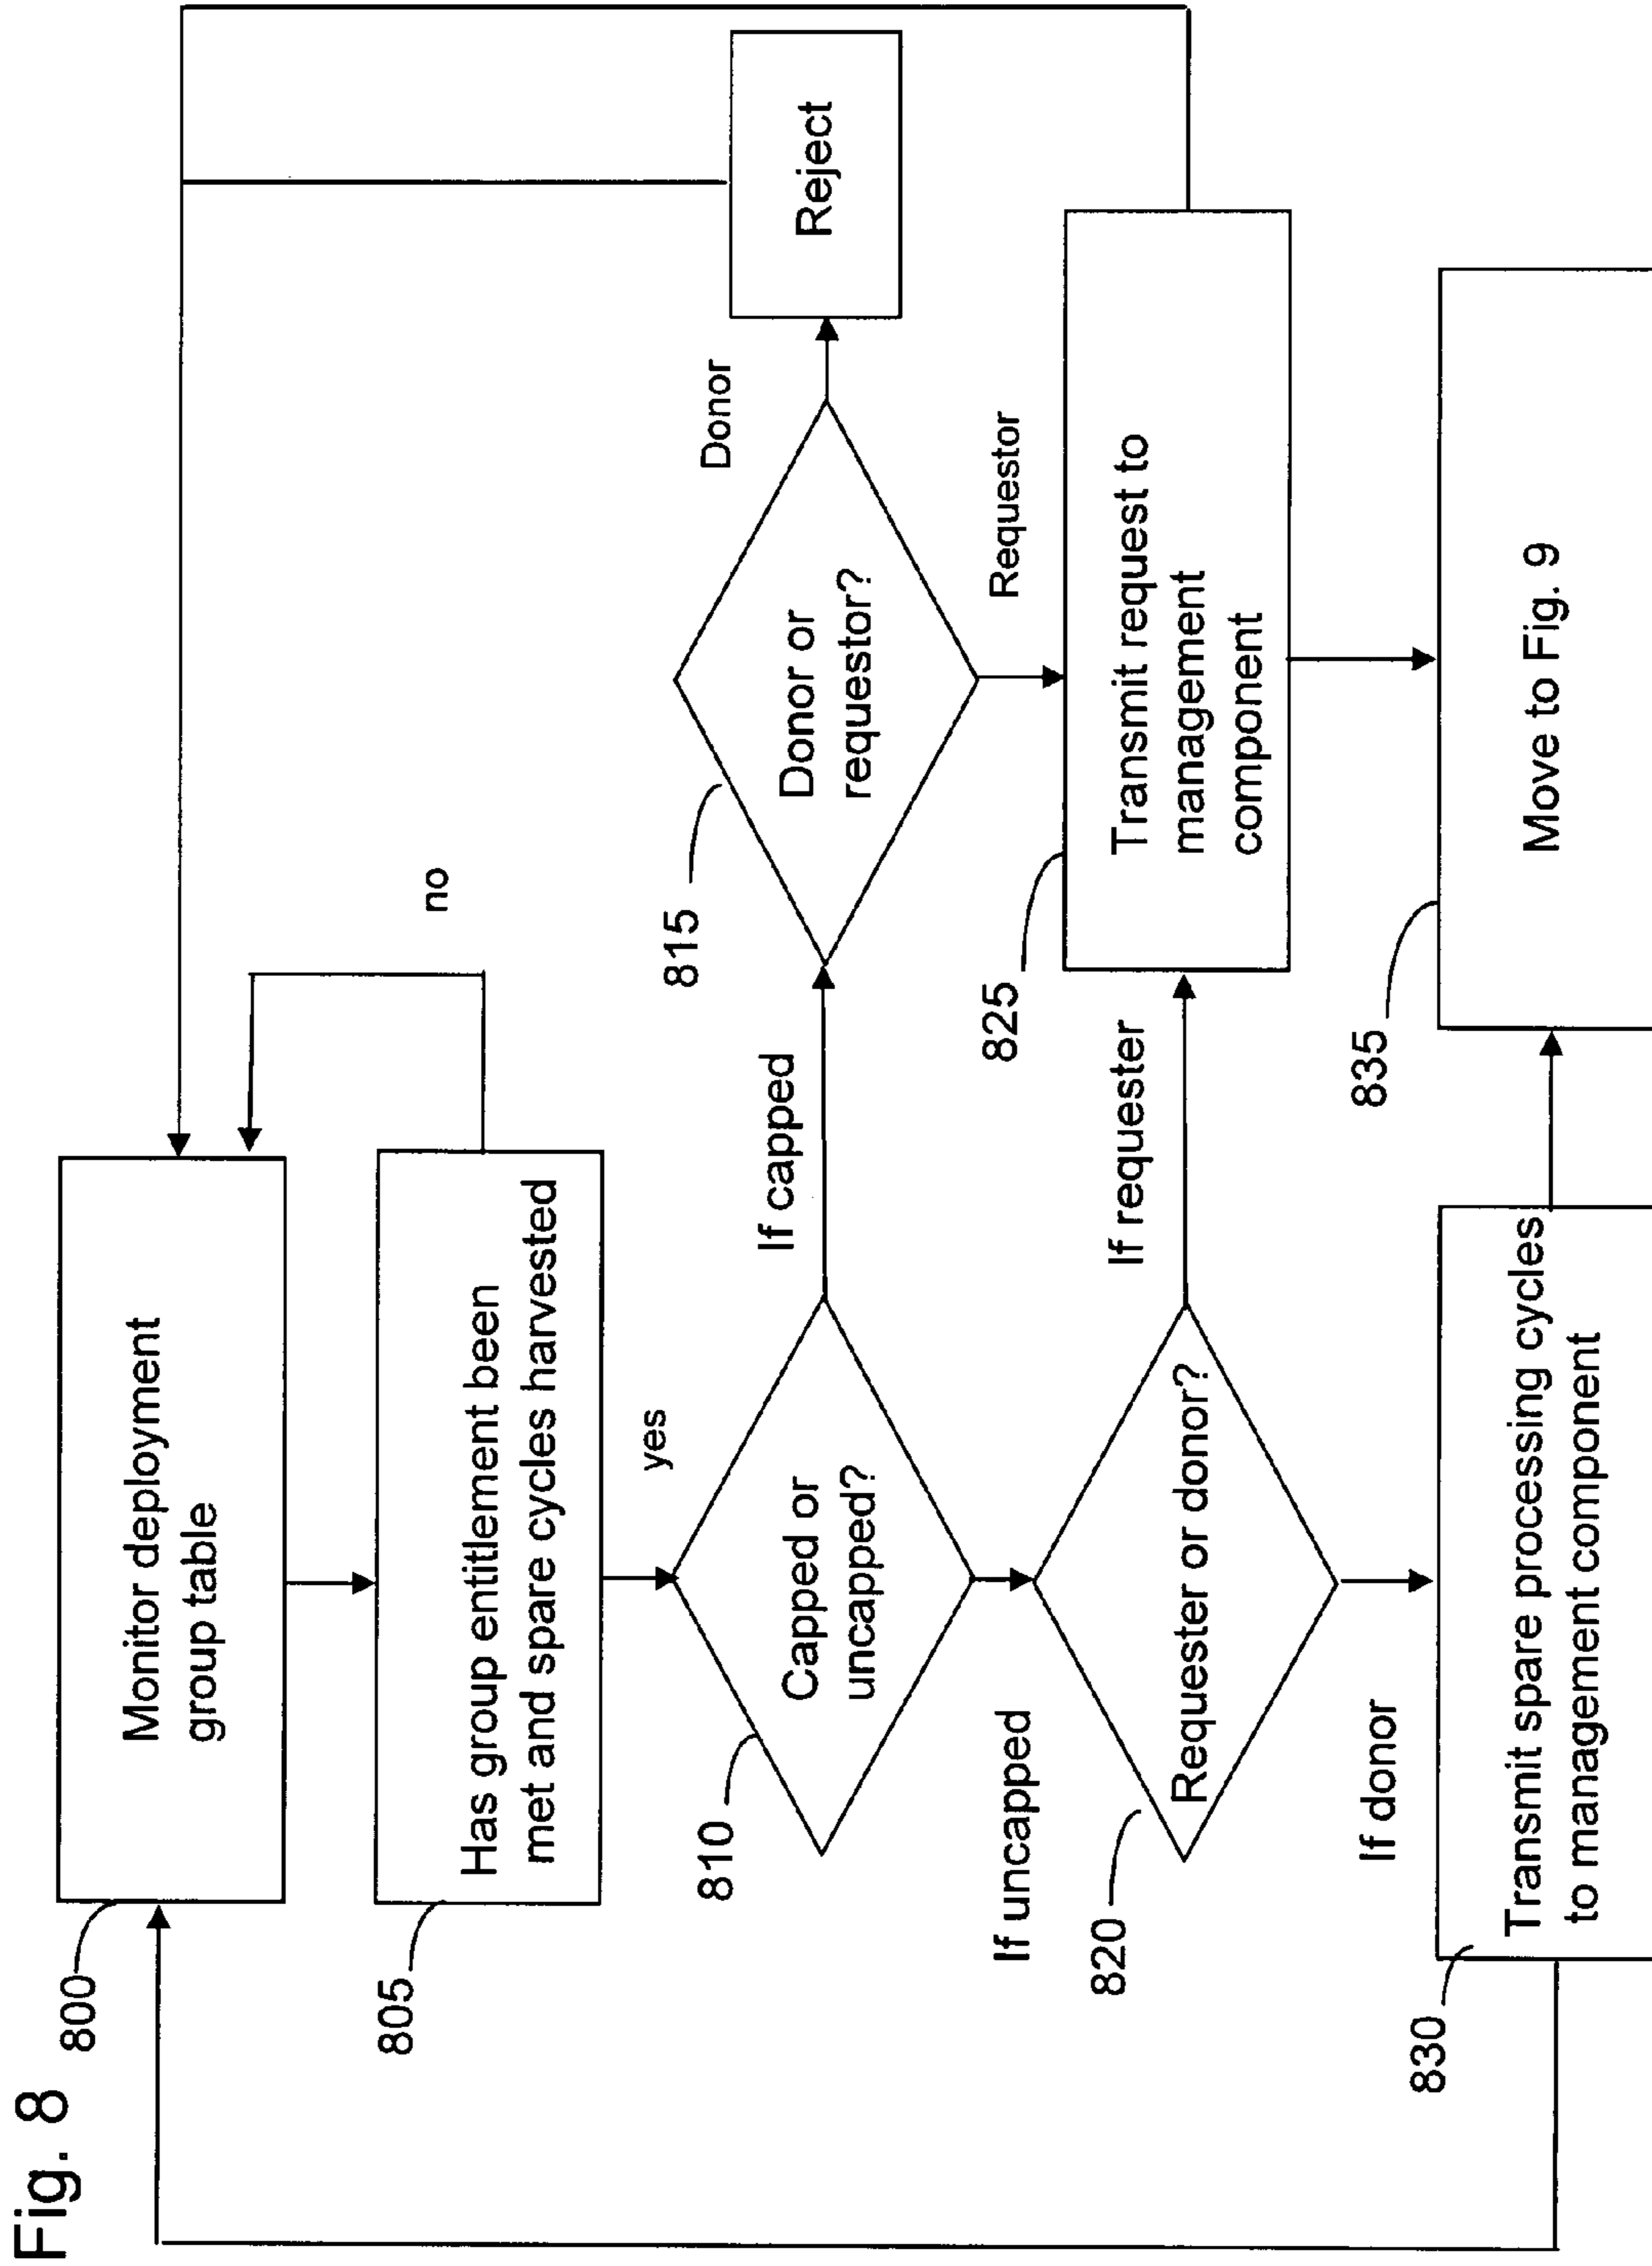 Fig. 8
800
Monitor deployment
group table
805
Has group entitlement been
met and spare cycles harvested
no
yes
810
Capped or
uncapped?
If capped
815
Donor or
requestor?
Donor
Reject
If uncapped
Requestor
820
Requester or donor?
If requester
825
Transmit request to
management
component
If donor
830
Transmit spare processing cycles
to management component
835
Move to Fig. 9